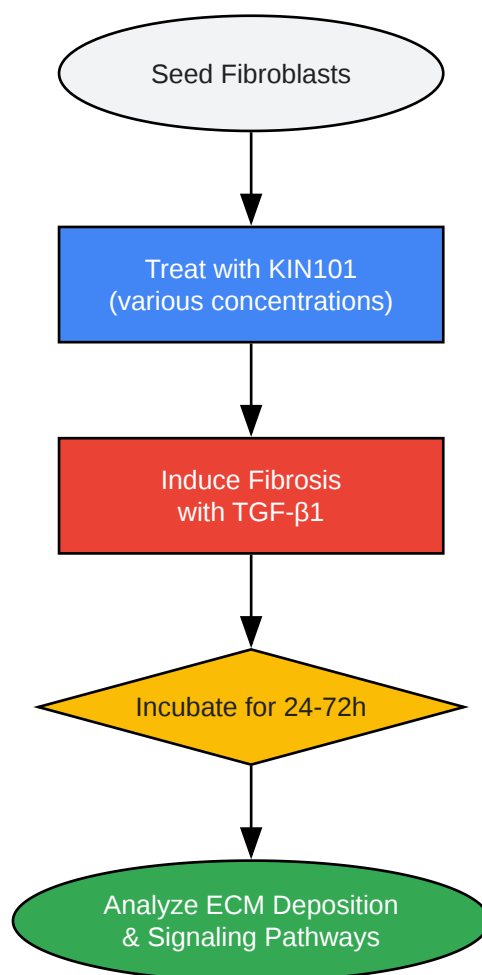 Seed Fibroblasts
Treat with KIN101
(various concentrations)
Induce Fibrosis
with TGF-β1
Incubate for 24-72h
Analyze ECM Deposition
& Signaling Pathways